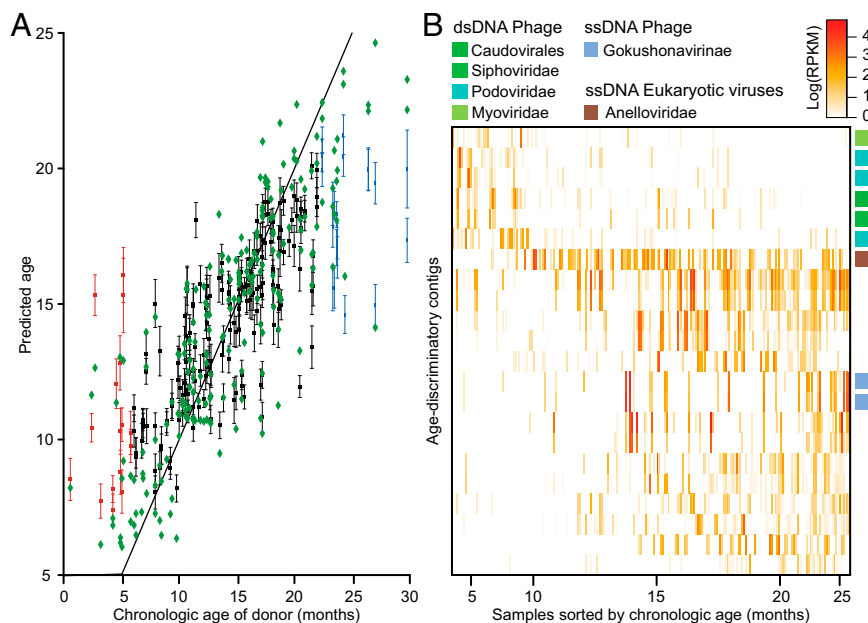 A
25
20
15
10
5
0
5
10
15
20
25
30
Predicted age
Chronologic age of donor (months)
B
dsDNA Phage
Caudovirales
Siphoviridae
Podoviridae
Myoviridae
ssDNA Phage
Gokushonavirinae
ssDNA Eukaryotic viruses
Anelloviridae
Log(RPKM)
4
3
2
1
0
Age-discriminatory contigs
5
10
15
20
25
Samples sorted by chronologic age (months)